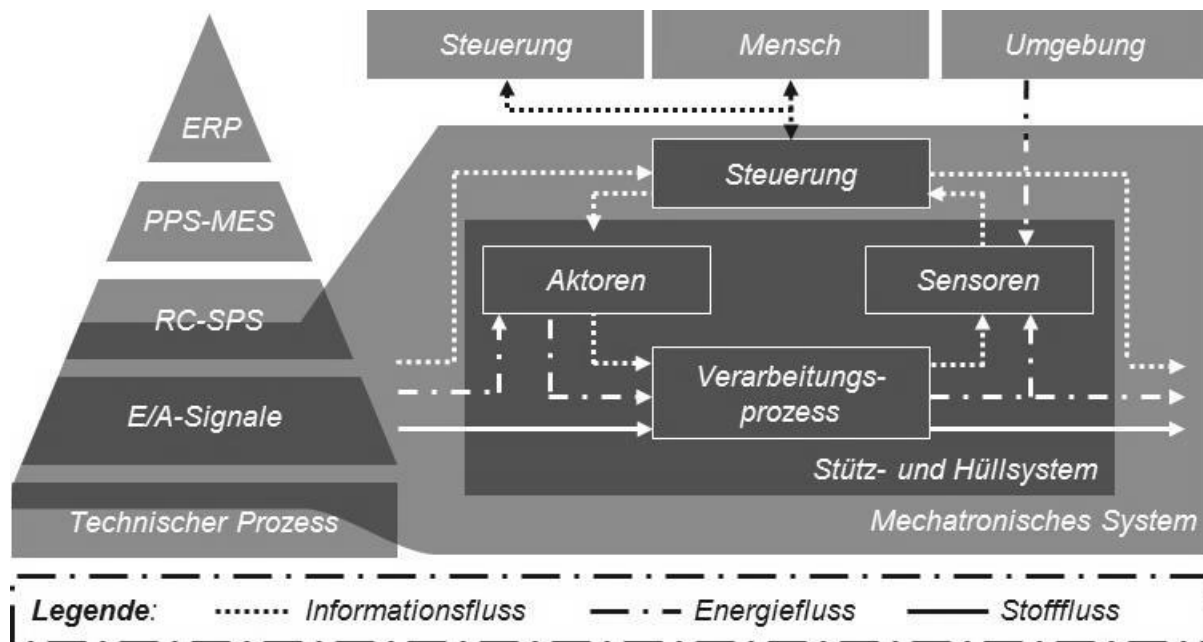 Steuerung
Mensch
Umgebung
ERP
PPS-MES
RC-SPS
E/A-Signale
Technischer Prozess
Steuerung
Aktoren
Sensoren
Verarbeitungs-
prozess
Stütz- und Hüllsystem
Mechatronisches System
Legende: Informationsfluss Energiefluss Stofffluss